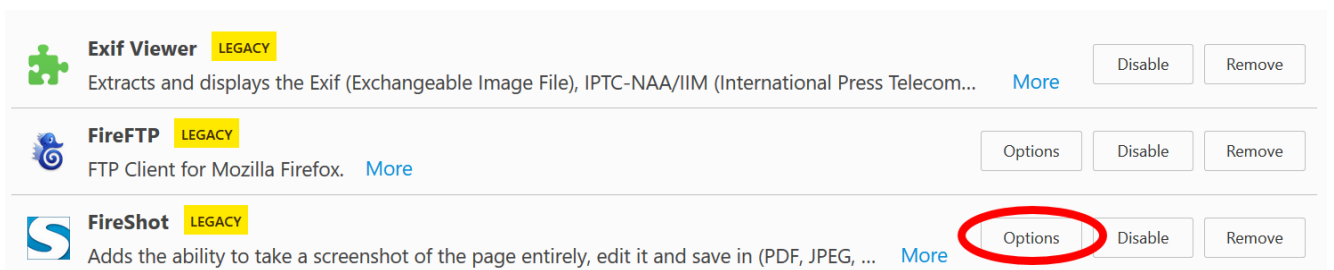 Exif Viewer LEGACY
Extracts and displays the Exif (Exchangeable Image File), IPTC-NAA/IIM (International Press Telecom... More
Disable Remove
FireFTP LEGACY
FTP Client for Mozilla Firefox. More
Options Disable Remove
FireShot LEGACY
Adds the ability to take a screenshot of the page entirely, edit it and save in (PDF, JPEG, ... More
Options Disable Remove